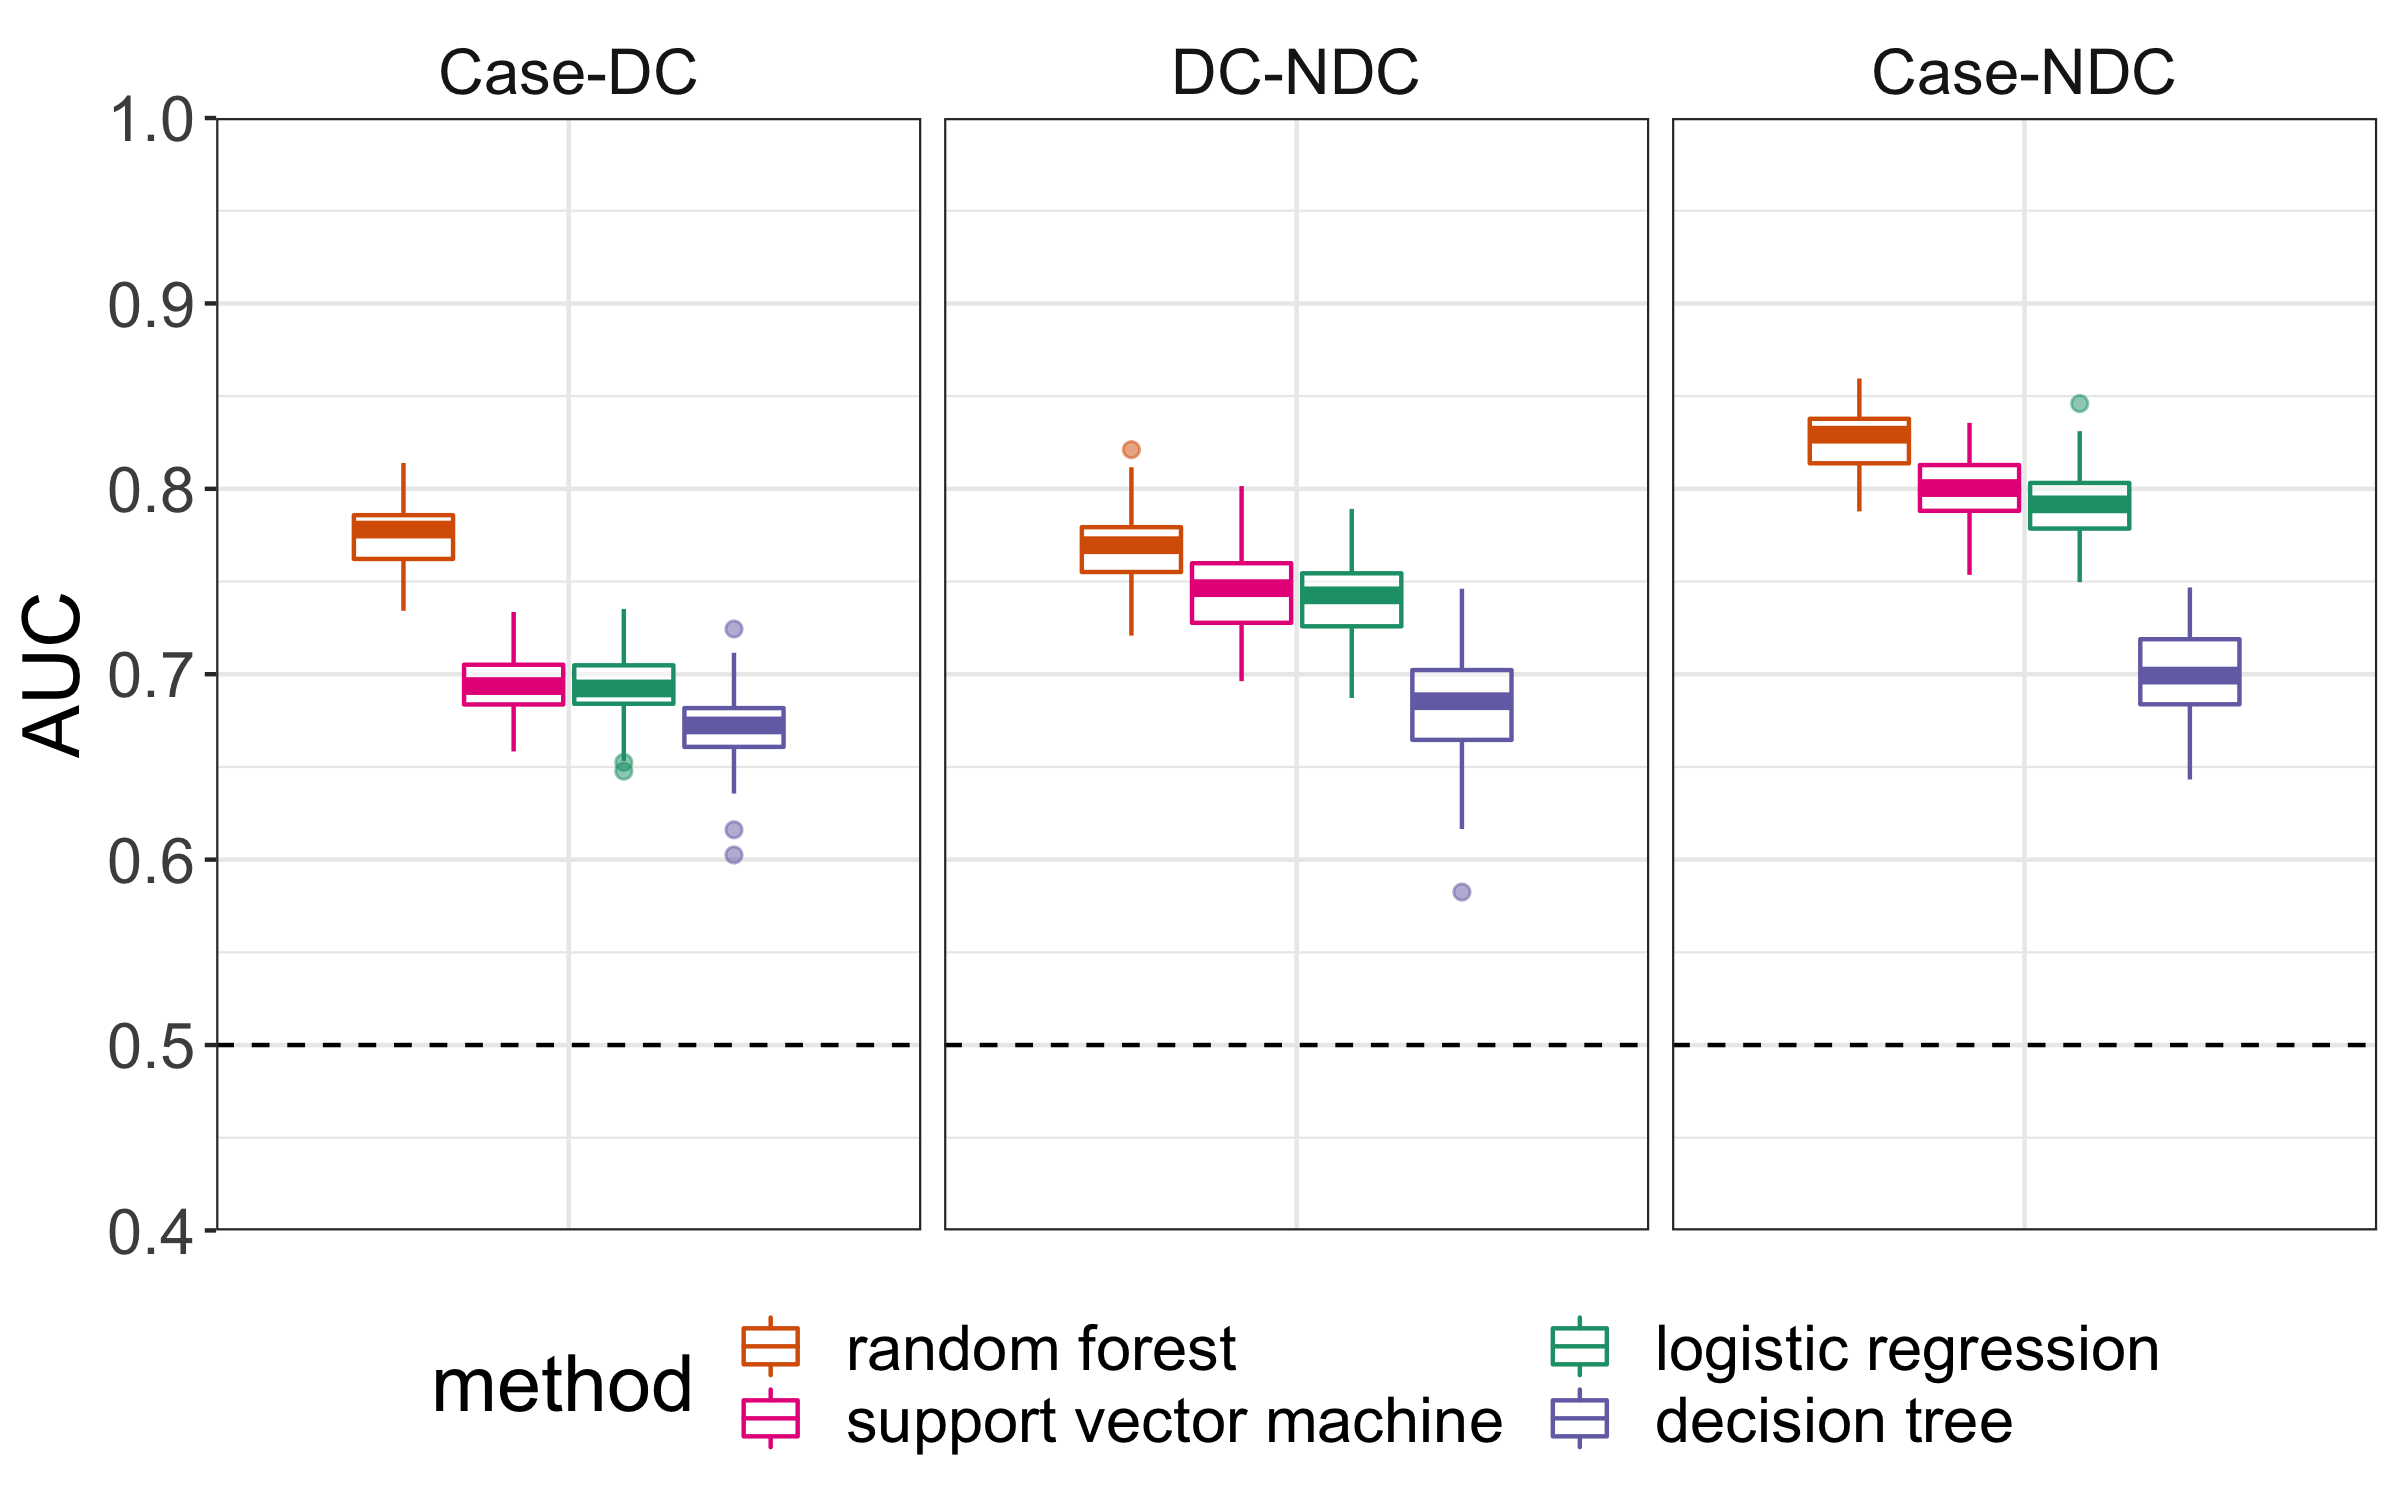 Case-DC
DC-NDC
Case-NDC
1.0
0.9
0.8
0.7
0.6
0.5
0.4
AUC
method
random forest
support vector machine
logistic regression
decision tree